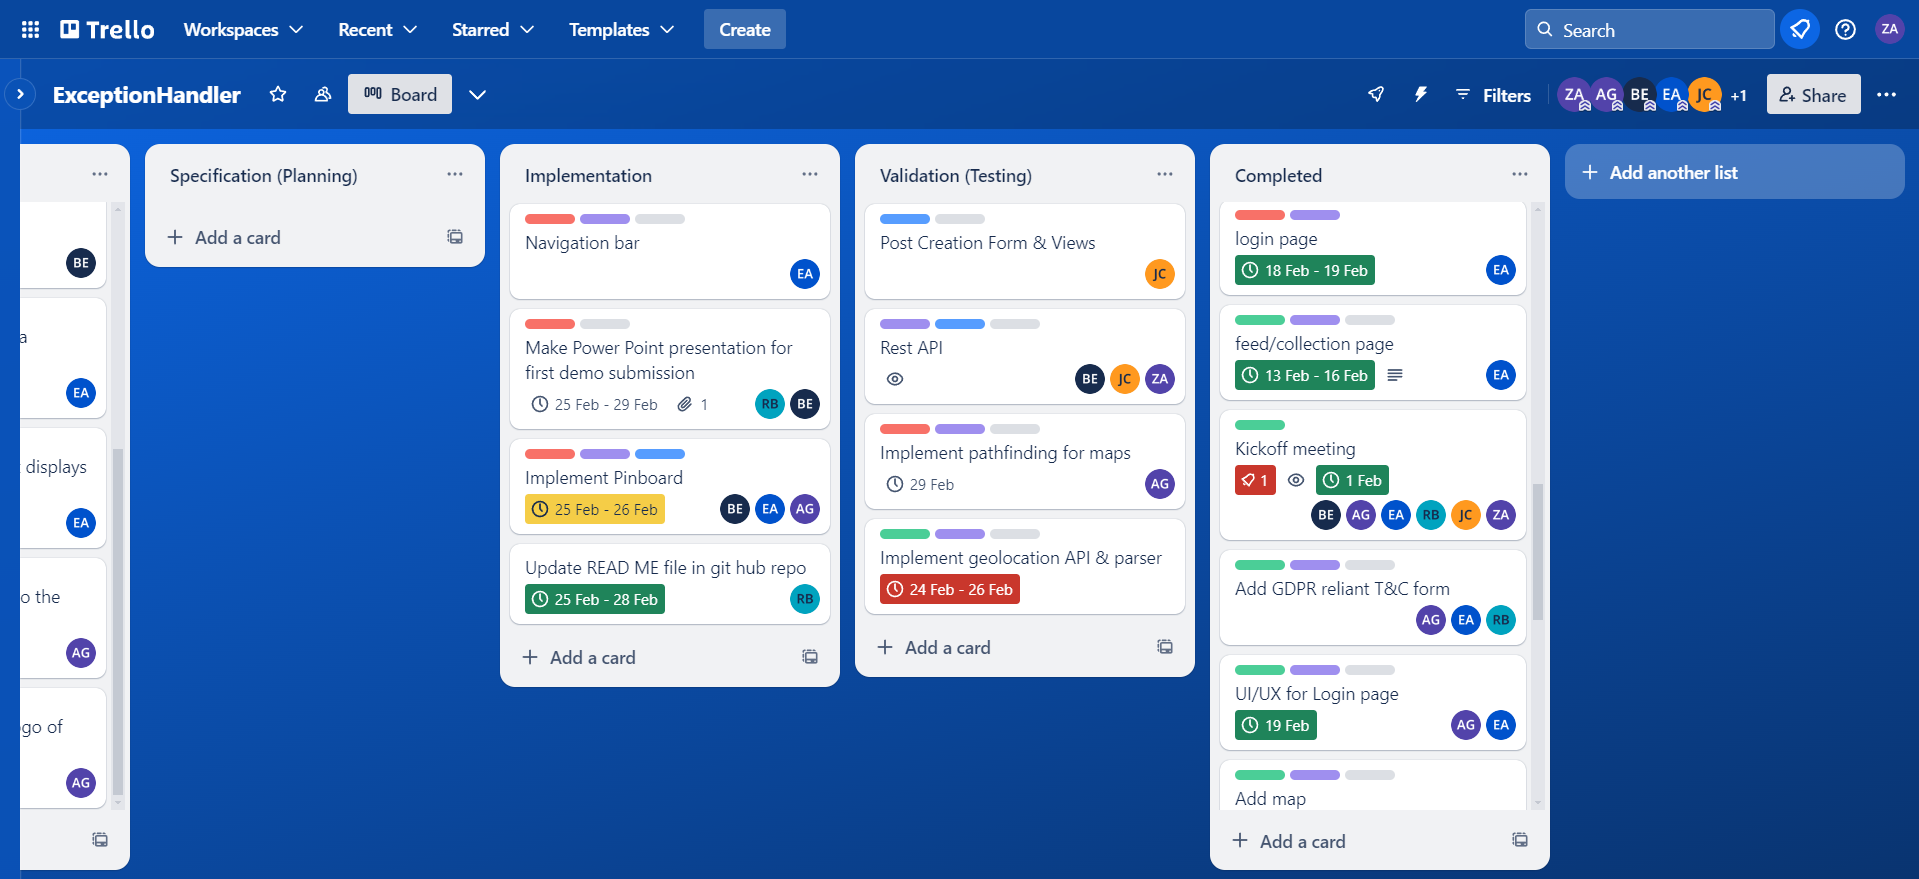 Trello
Workspaces
Recent
Starred
Templates
Create
Search
ZA
ExceptionHandler
Board
Filters
ZA
AG
BE
EA
JC
+1
Share
BE
a
EA
displays
EA
o the
AG
go of
AG
Specification (Planning)
Add a card
Implementation
Navigation bar
EA
Make Power Point presentation for
first demo submission
25 Feb - 29 Feb
1
RB
BE
Implement Pinboard
25 Feb - 26 Feb
BE
EA
AG
Update READ ME file in git hub repo
25 Feb - 28 Feb
RB
Add a card
Validation (Testing)
Post Creation Form & Views
JC
Rest API
BE
JC
ZA
Implement pathfinding for maps
29 Feb
AG
Implement geolocation API & parser
24 Feb - 26 Feb
Add a card
Completed
login page
18 Feb - 19 Feb
EA
feed/collection page
13 Feb - 16 Feb
EA
Kickoff meeting
1
1 Feb
BE
AG
EA
RB
JC
ZA
Add GDPR reliant T&C form
AG
EA
RB
UI/UX for Login page
19 Feb
AG
EA
Add map
Add a card
Add another list